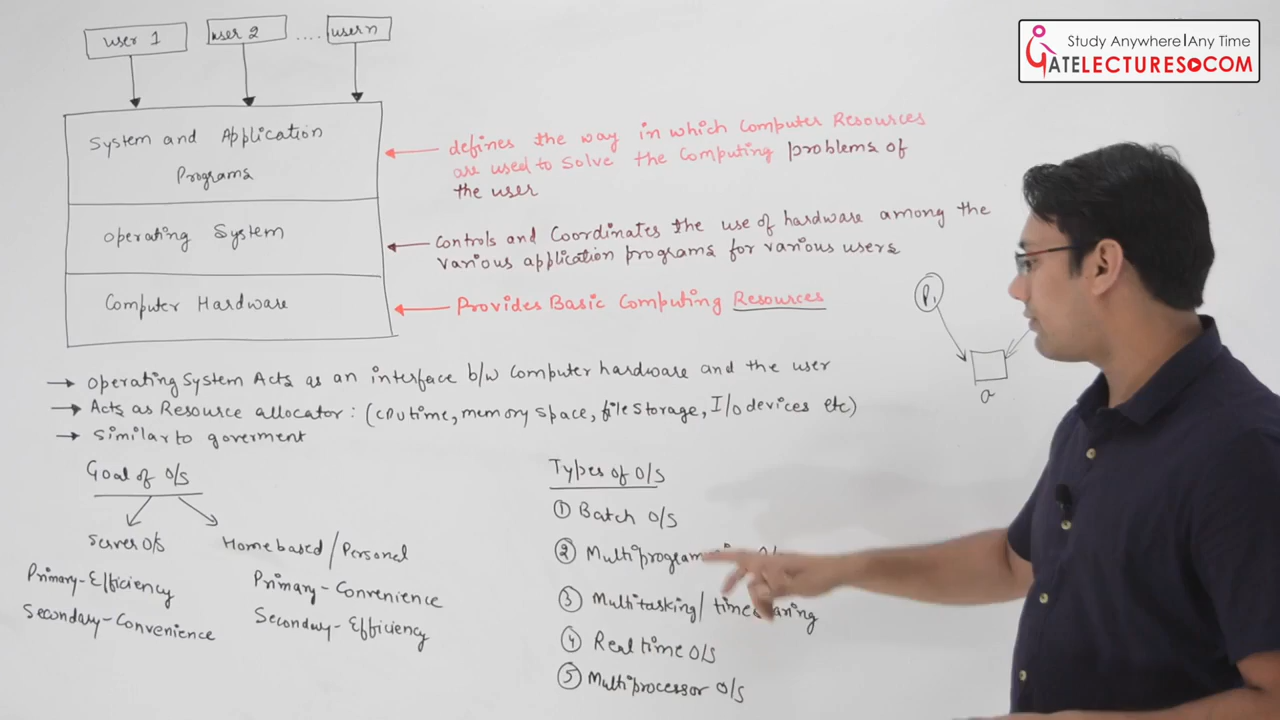 user 1
user 2
....
user n
Study Anywhere | Any Time
GATELECTURES.COM
System and Application
Programs
defines the way in which Computer Resources
are used to Solve the Computing problems of
the user
Operating System
Controls and Coordinates the use of hardware among the
various application programs for various users
Computer Hardware
Provides Basic Computing Resources
P1
a
→ Operating System Acts as an interface b/w Computer hardware and the user
→ Acts as Resource allocator : (CPU time, memory space, file storage, I/O devices etc)
→ Similar to goverment
Goal of O/S
Server O/S
Home based / Personal
Primary - Efficiency
Primary - Convenience
Secondary - Convenience
Secondary - Efficiency
Types of O/S
① Batch O/S
② Multiprogramming O/S
③ Multitasking / timesharing
④ Real time O/S
⑤ Multiprocessor O/S